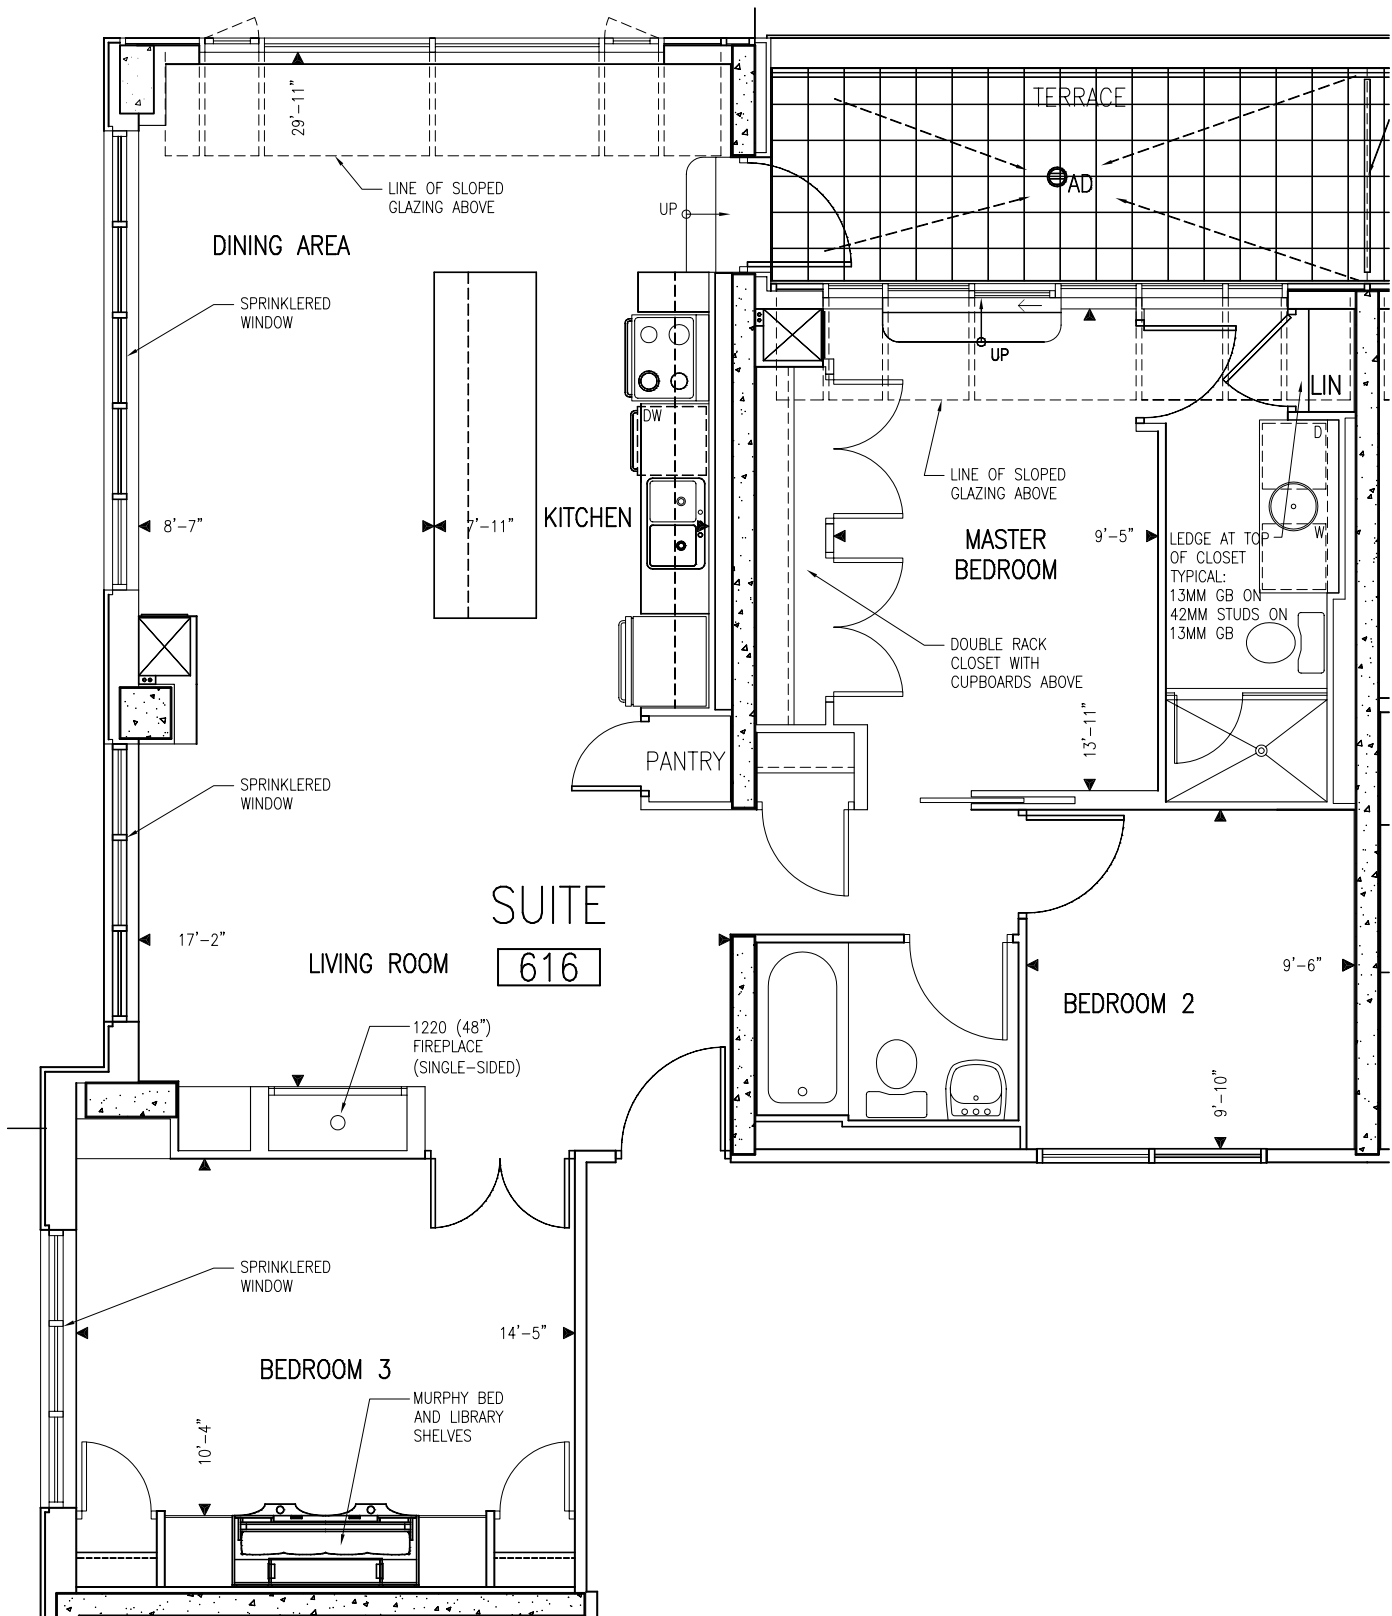 29'-11"
TERRACE
LINE OF SLOPED
GLAZING ABOVE
AD
UP
DINING AREA
SPRINKLERED
WINDOW
UP
LIN
DW
D
LINE OF SLOPED
GLAZING ABOVE
8'-7"
7'-11"
KITCHEN
MASTER
BEDROOM
9'-5"
W
LEDGE AT TOP
OF CLOSET
TYPICAL:
13MM GB ON
42MM STUDS ON
13MM GB
DOUBLE RACK
CLOSET WITH
CUPBOARDS ABOVE
13'-11"
PANTRY
SPRINKLERED
WINDOW
SUITE
616
17'-2"
LIVING ROOM
9'-6"
BEDROOM 2
1220 (48")
FIREPLACE
(SINGLE-SIDED)
9'-10"
SPRINKLERED
WINDOW
14'-5"
BEDROOM 3
MURPHY BED
AND LIBRARY
SHELVES
10'-4"